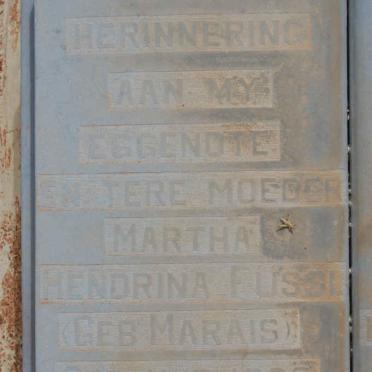 HERINNERING
AAN MY
EGGENOTE
EN TERE MOEDER
MARTHA
HENDRINA
(GEB MARAIS)